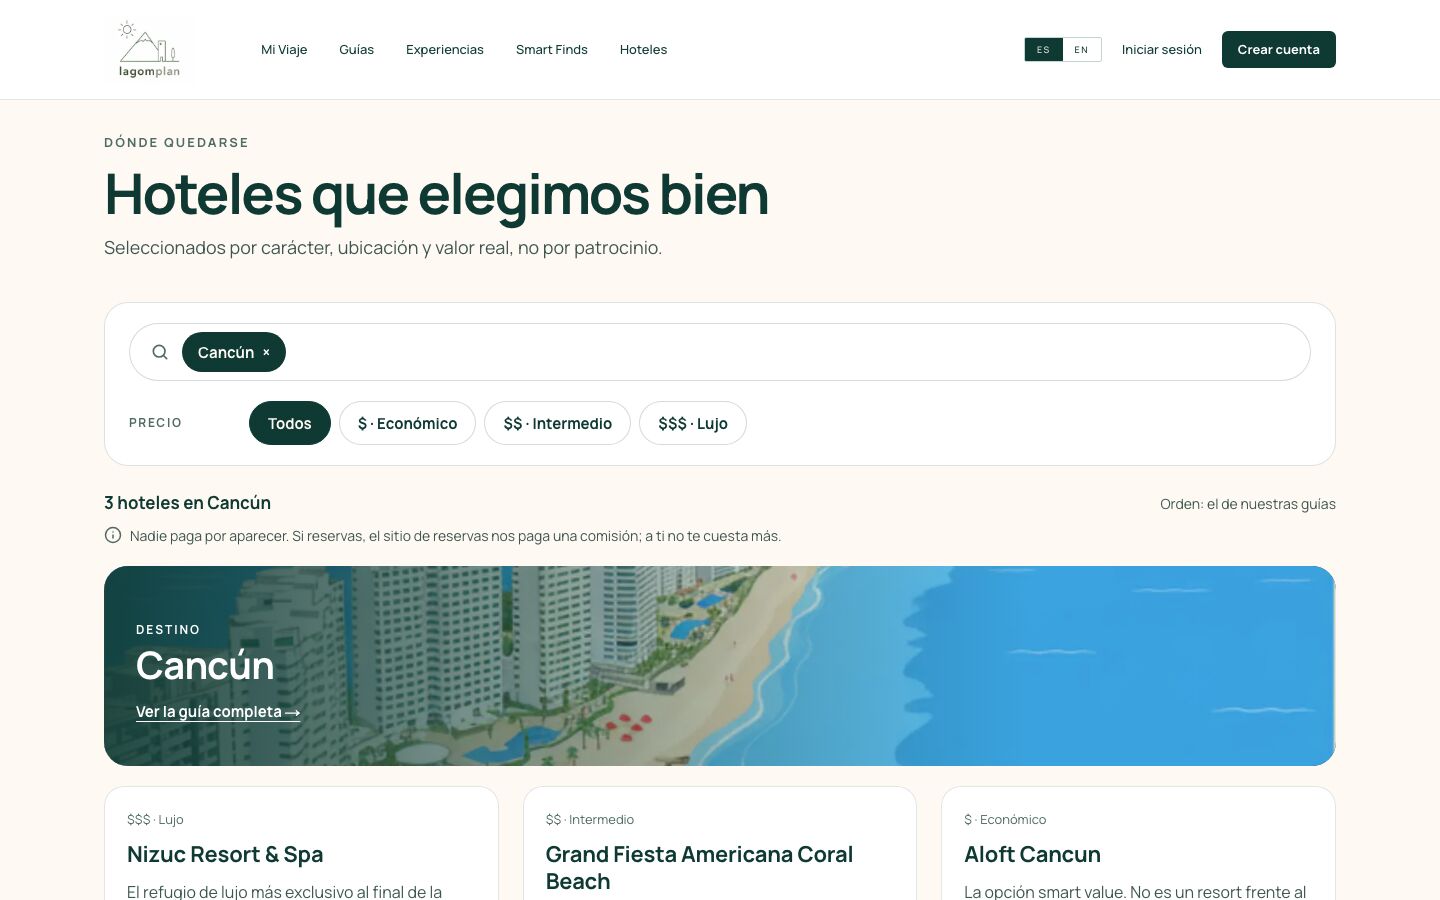 lagomplan
Mi Viaje
Guías
Experiencias
Smart Finds
Hoteles
ES
EN
Iniciar sesión
Crear cuenta
DÓNDE QUEDARSE
Hoteles que elegimos bien
Seleccionados por carácter, ubicación y valor real, no por patrocinio.
Cancún ×
PRECIO
Todos
$ · Económico
$$ · Intermedio
$$$ · Lujo
3 hoteles en Cancún
Orden: el de nuestras guías
Nadie paga por aparecer. Si reservas, el sitio de reservas nos paga una comisión; a ti no te cuesta más.
DESTINO
Cancún
Ver la guía completa →
$$$ · Lujo
Nizuc Resort & Spa
El refugio de lujo más exclusivo al final de la
$$ · Intermedio
Grand Fiesta Americana Coral
Beach
$ · Económico
Aloft Cancun
La opción smart value. No es un resort frente al